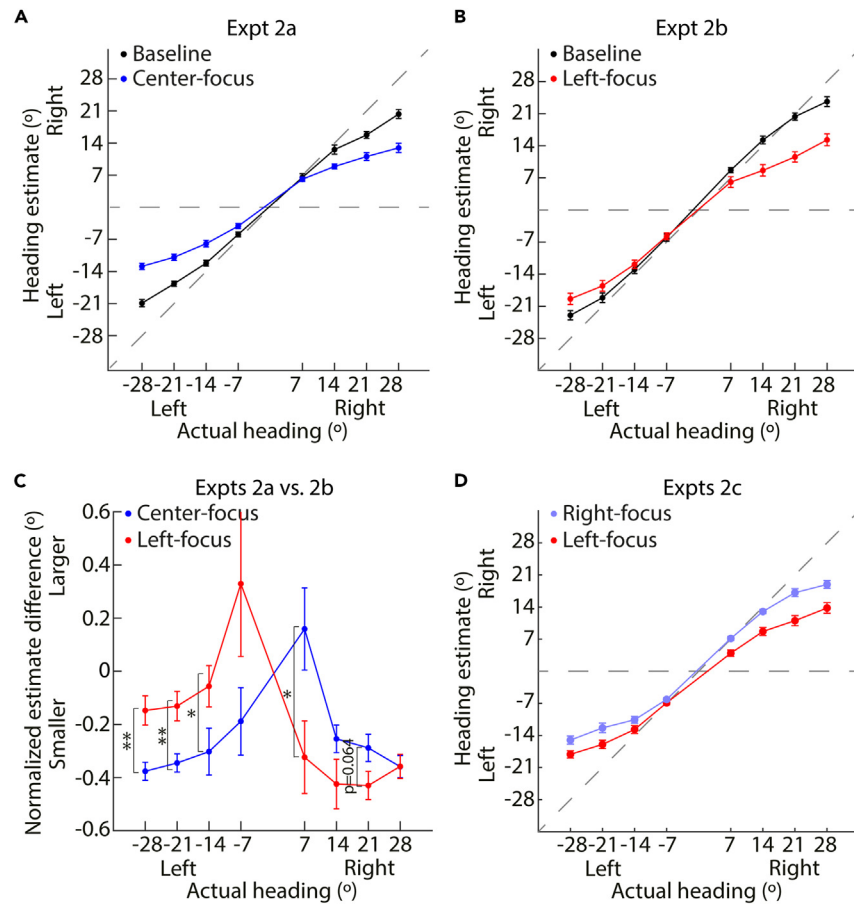 A
Expt 2a
Baseline
Center-focus
Heading estimate (º)
Left Right
28
21
14
7
-7
-14
-21
-28
-28 -21 -14 -7 7 14 21 28
Left Right
Actual heading (º)
B
Expt 2b
Baseline
Left-focus
Heading estimate (º)
Left Right
28
21
14
7
-7
-14
-21
-28
-28 -21 -14 -7 7 14 21 28
Left Right
Actual heading (º)
C
Expts 2a vs. 2b
Center-focus
Left-focus
Normalized estimate difference (º)
Smaller Larger
0.6
0.4
0.2
0
-0.2
-0.4
-0.6
**
**
*
*
p=0.064
-28 -21 -14 -7 7 14 21 28
Left Right
Actual heading (º)
D
Expts 2c
Right-focus
Left-focus
Heading estimate (º)
Left Right
28
21
14
7
-7
-14
-21
-28
-28 -21 -14 -7 7 14 21 28
Left Right
Actual heading (º)